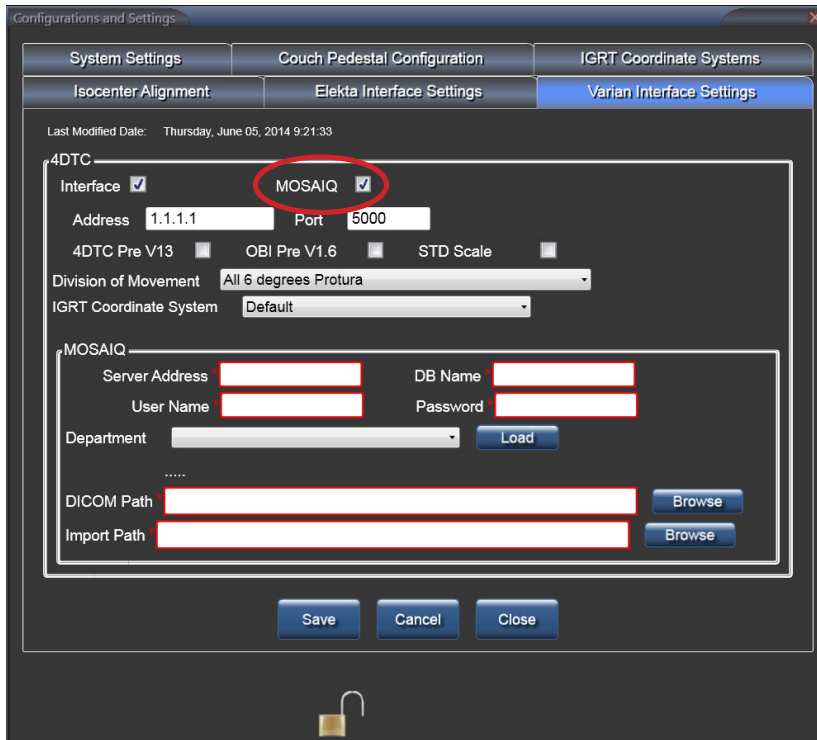 Configurations and Settings
System Settings Couch Pedestal Configuration IGRT Coordinate Systems
Isocenter Alignment Elekta Interface Settings Varian Interface Settings
Last Modified Date: Thursday, June 05, 2014 9:21:33
4DTC
Interface MOSAIQ
Address 1.1.1.1 Port 5000
4DTC Pre V13 OBI Pre V1.6 STD Scale
Division of Movement All 6 degrees Protura
IGRT Coordinate System Default
MOSAIQ
Server Address * DB Name *
User Name * Password *
Department Load
.....
DICOM Path * Browse
Import Path * Browse
Save Cancel Close